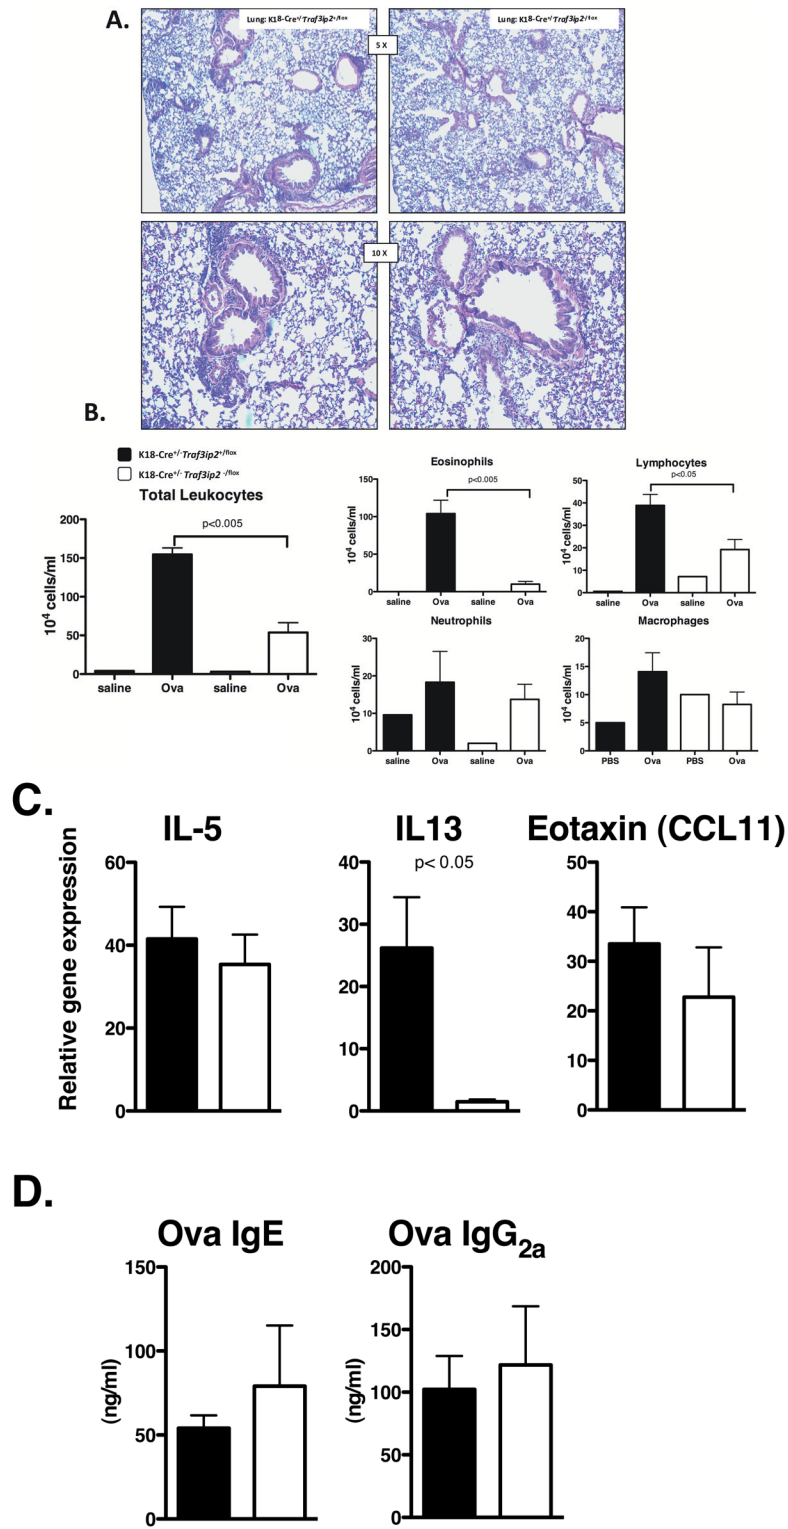 A.
Lung: K18-Cre+/-Traf3ip2+/flox
Lung: K18-Cre+/-Traf3ip2-/flox
5 X
10 X
B.
K18-Cre+/-Traf3ip2+/flox
K18-Cre+/-Traf3ip2 -/flox
Total Leukocytes
200
150
100
50
0
10⁴ cells/ml
p<0.005
saline
Ova
saline
Ova
Eosinophils
150
100
50
0
10⁴ cells/ml
p<0.005
saline
Ova
saline
Ova
Lymphocytes
50
40
30
20
10
0
10⁴ cells/ml
p<0.05
saline
Ova
saline
Ova
Neutrophils
30
20
10
0
10⁴ cells/ml
saline
Ova
saline
Ova
Macrophages
20
15
10
5
0
10⁴ cells/ml
PBS
Ova
PBS
Ova
C.
Relative gene expression
IL-5
60
40
20
0
IL13
p< 0.05
40
30
20
10
0
Eotaxin (CCL11)
50
40
30
20
10
0
D.
Ova IgE
150
100
50
0
(ng/ml)
Ova IgG₂ₐ
200
150
100
50
0
(ng/ml)